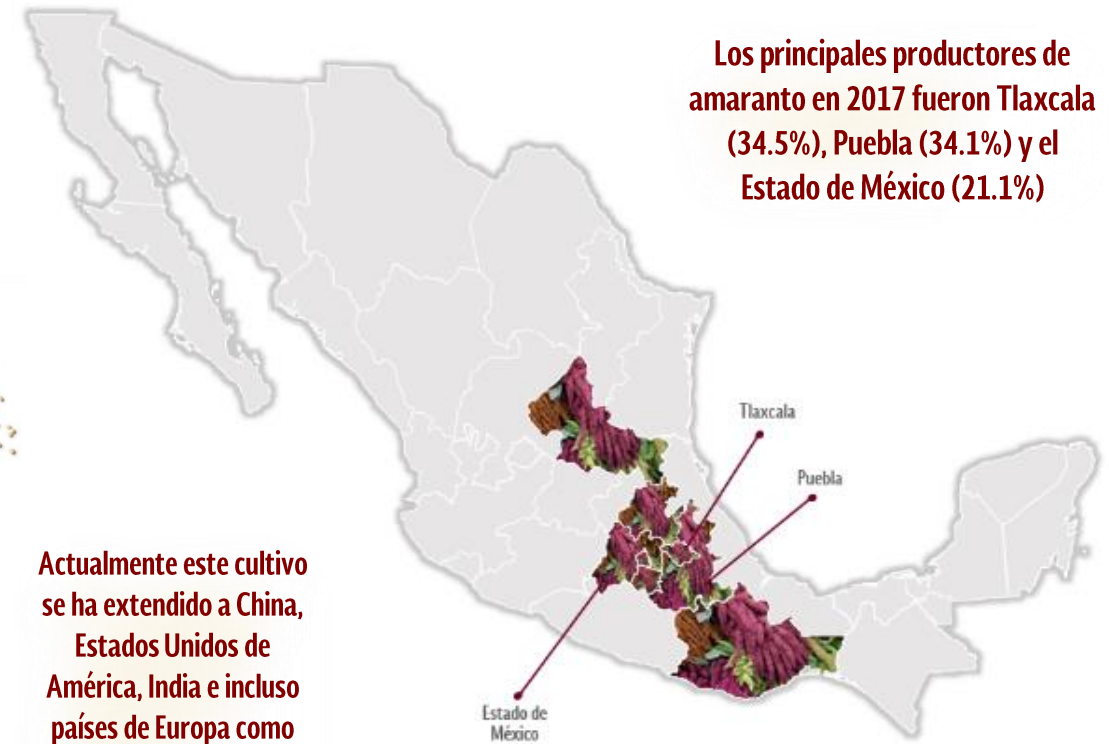 Los principales productores de
amaranto en 2017 fueron Tlaxcala
(34.5%), Puebla (34.1%) y el
Estado de México (21.1%)
Tlaxcala
Puebla
Actualmente este cultivo
se ha extendido a China,
Estados Unidos de
América, India e incluso
países de Europa como
Estado de
México